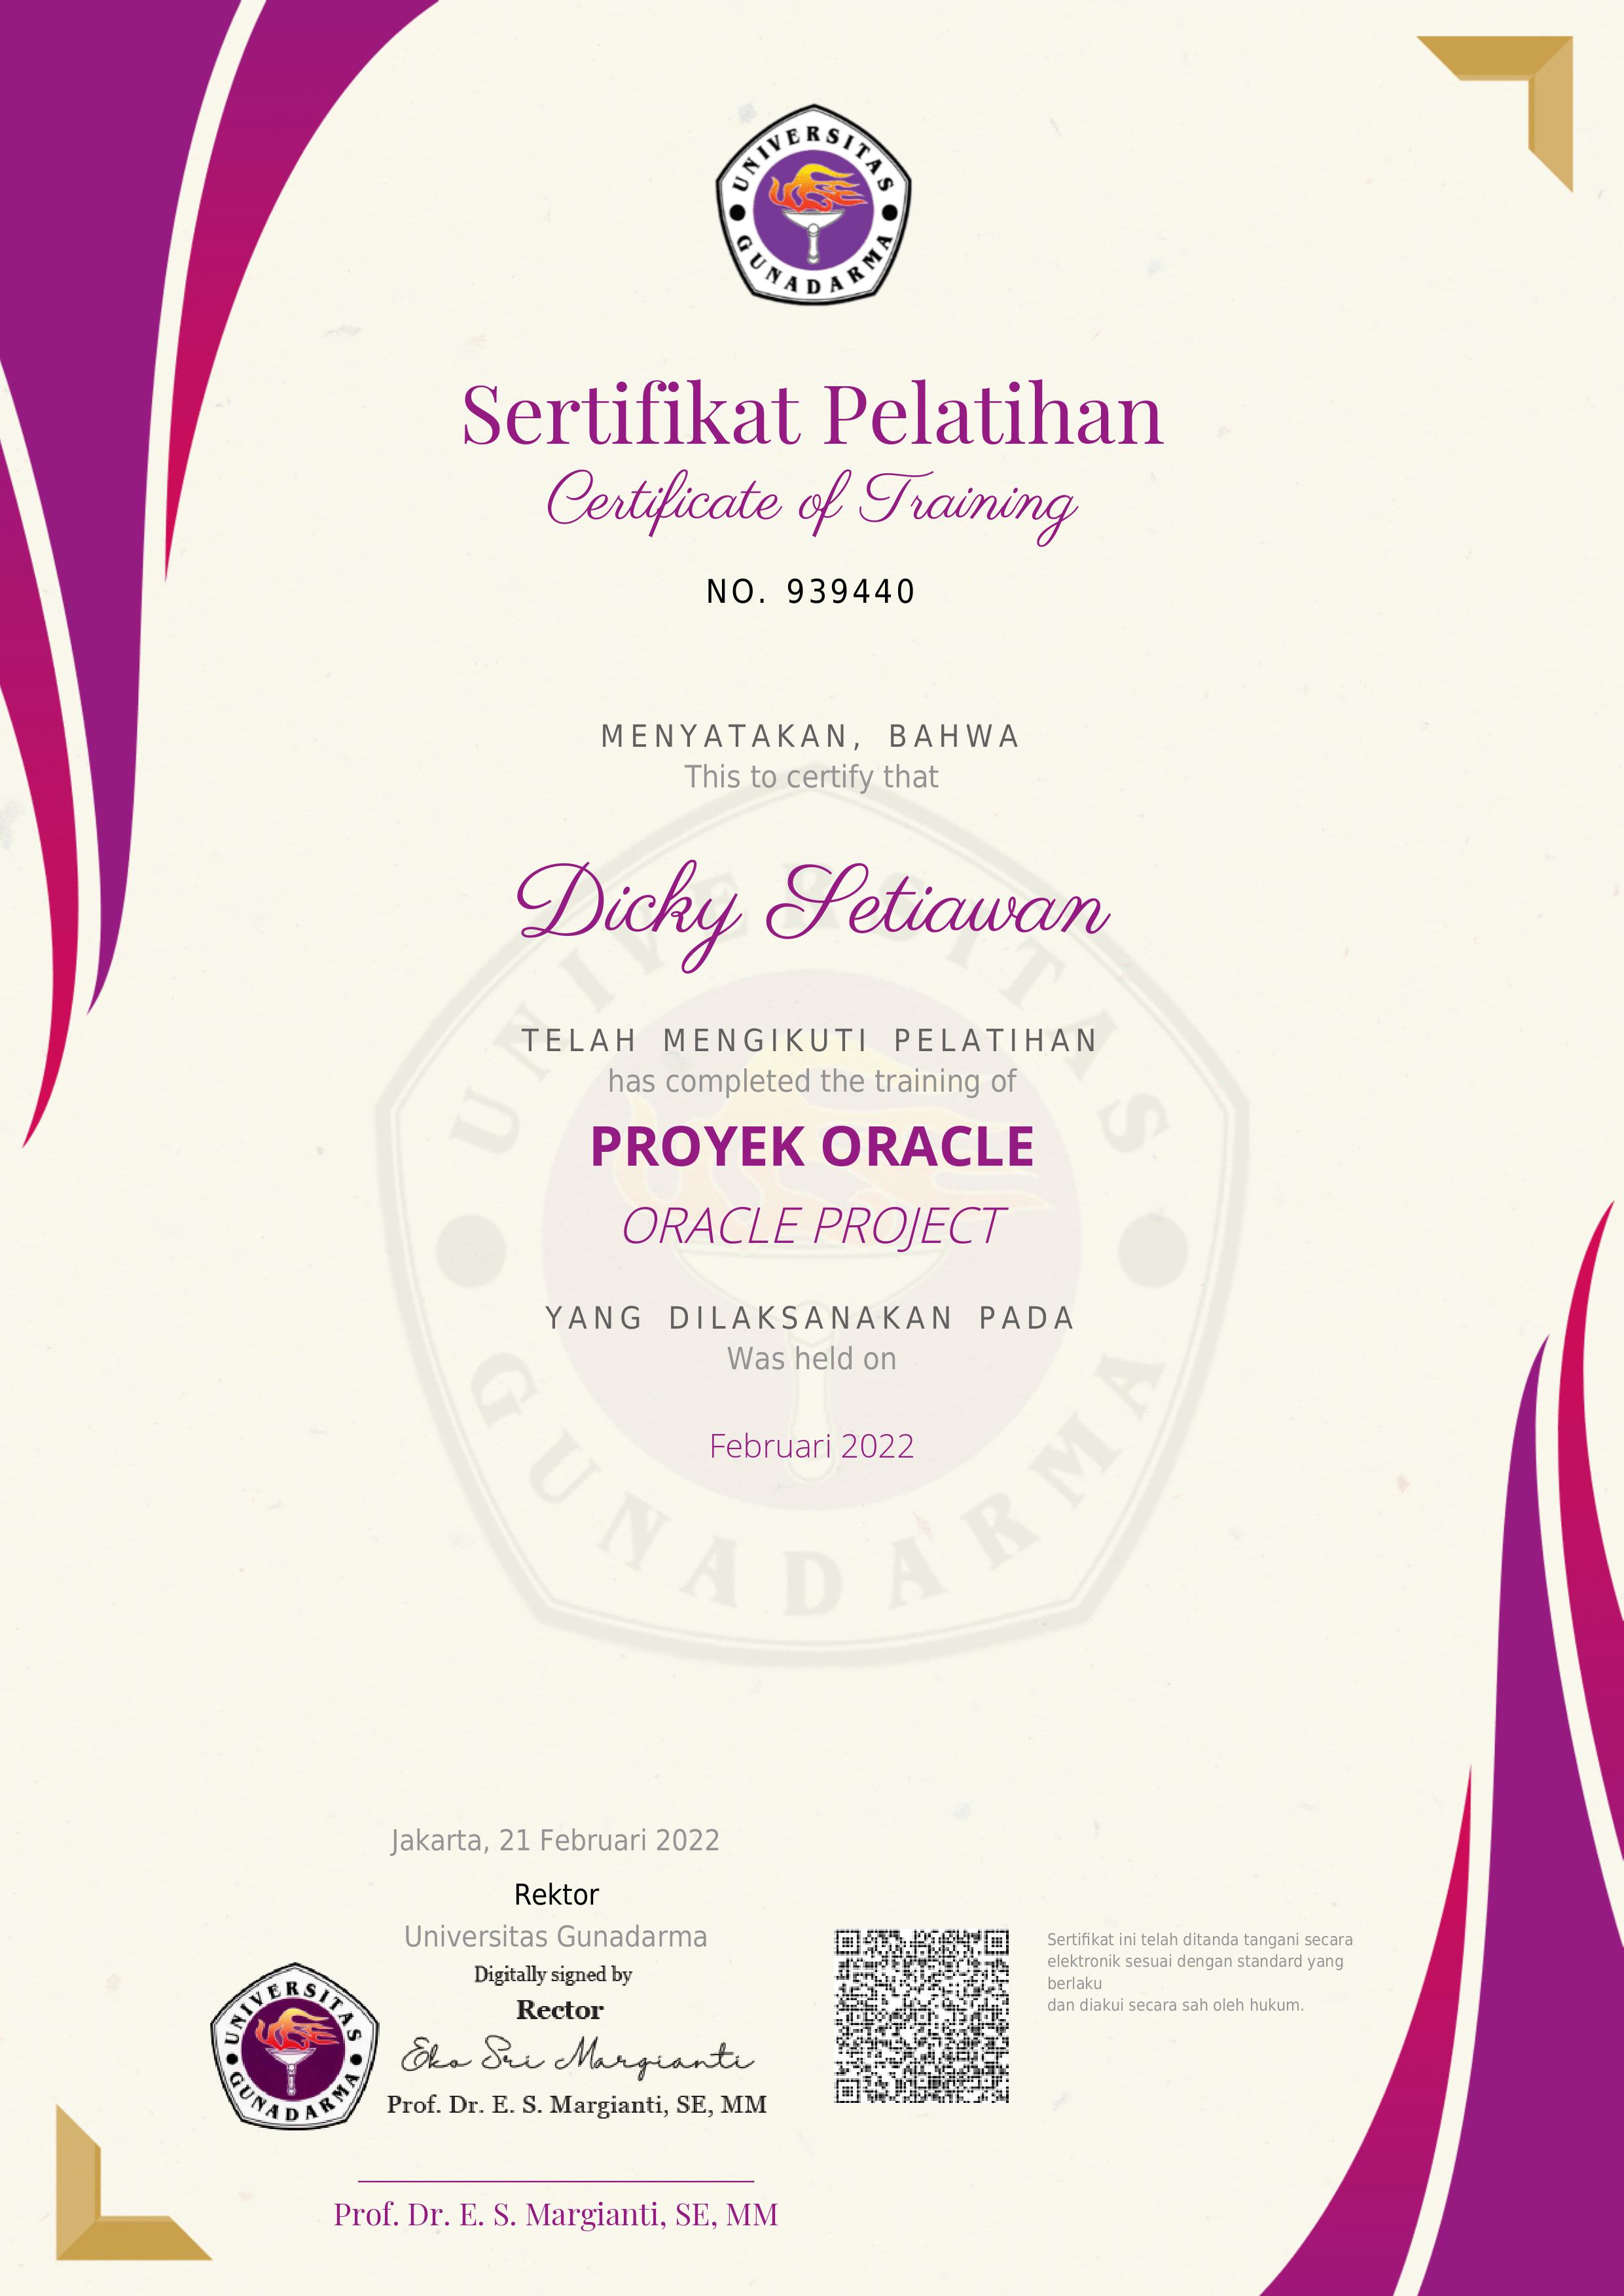 UNIVERSITAS
GUNADARMA
Sertifikat Pelatihan
Certificate of Training
NO. 939440
MENYATAKAN, BAHWA
This to certify that
Dicky Setiawan
TELAH MENGIKUTI PELATIHAN
has completed the training of
PROYEK ORACLE
ORACLE PROJECT
YANG DILAKSANAKAN PADA
Was held on
Februari 2022
UNIVERSITAS
GUNADARMA
Jakarta, 21 Februari 2022
Rektor
Universitas Gunadarma
Digitally signed by
Rector
Eko Sri Margianti
Prof. Dr. E. S. Margianti, SE, MM
UNIVERSITAS
GUNADARMA
Prof. Dr. E. S. Margianti, SE, MM
Sertifikat ini telah ditanda tangani secara
elektronik sesuai dengan standard yang
berlaku
dan diakui secara sah oleh hukum.